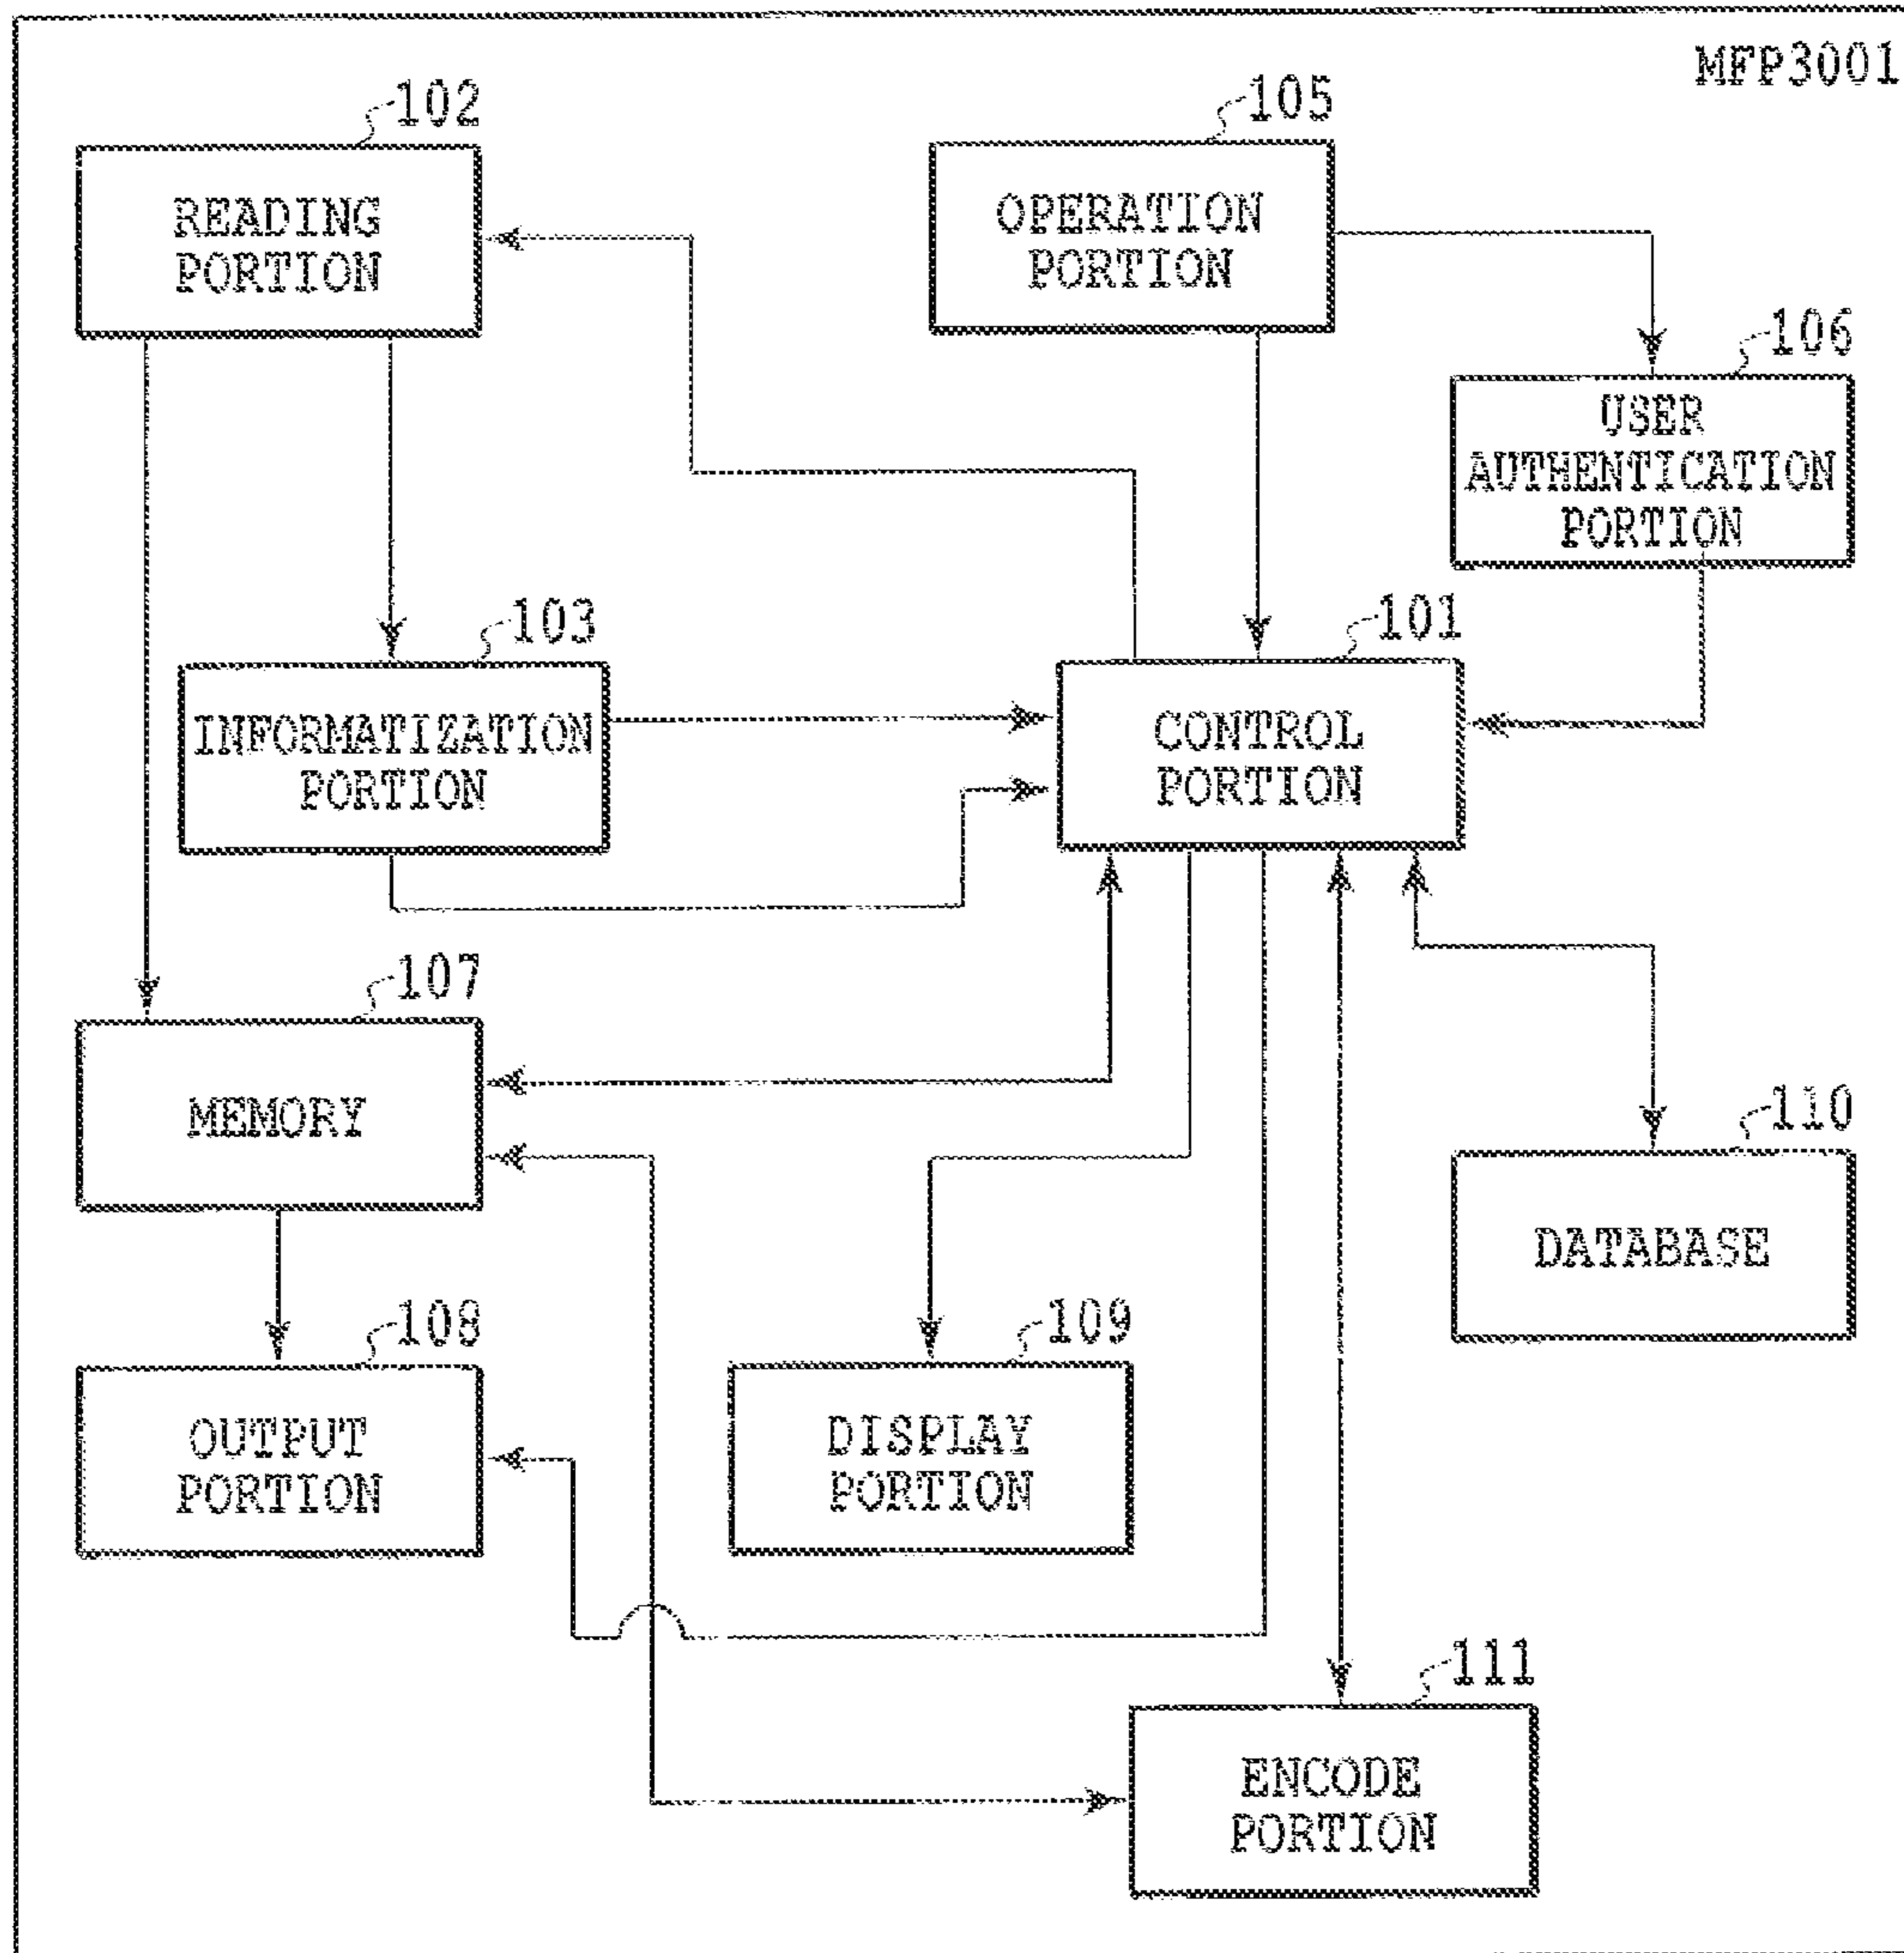 MFP3001
102
READING
PORTION
105
OPERATION
PORTION
106
USER
AUTHENTICATION
PORTION
103
INFORMATIZATION
PORTION
101
CONTROL
PORTION
107
MEMORY
110
DATABASE
108
OUTPUT
PORTION
109
DISPLAY
PORTION
111
ENCODE
PORTION